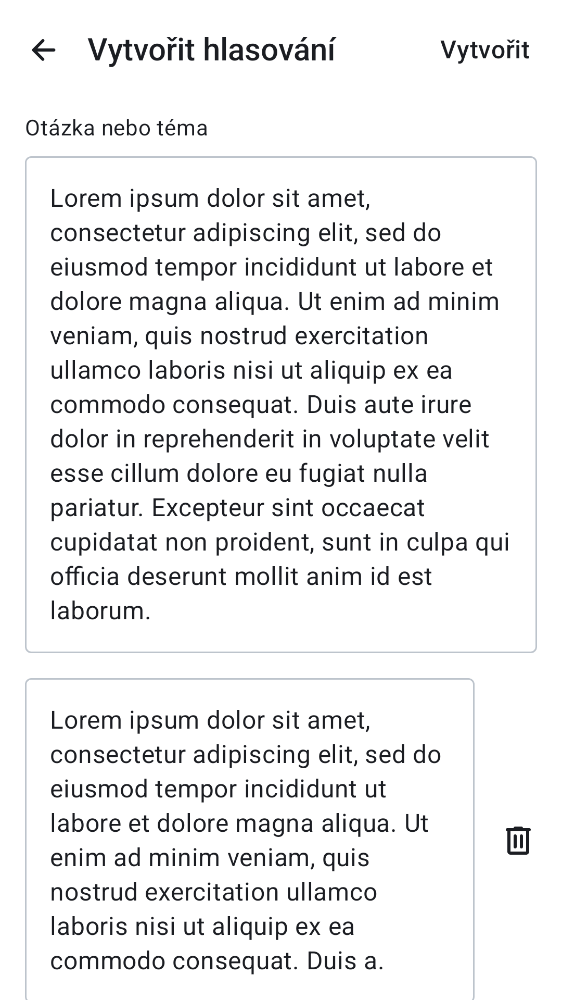 Vytvořit hlasování
Vytvořit
Otázka nebo téma
Lorem ipsum dolor sit amet,
consectetur adipiscing elit, sed do
eiusmod tempor incididunt ut labore et
dolore magna aliqua. Ut enim ad minim
veniam, quis nostrud exercitation
ullamco laboris nisi ut aliquip ex ea
commodo consequat. Duis aute irure
dolor in reprehenderit in voluptate velit
esse cillum dolore eu fugiat nulla
pariatur. Excepteur sint occaecat
cupidatat non proident, sunt in culpa qui
officia deserunt mollit anim id est
laborum.
Lorem ipsum dolor sit amet,
consectetur adipiscing elit, sed do
eiusmod tempor incididunt ut
labore et dolore magna aliqua. Ut
enim ad minim veniam, quis
nostrud exercitation ullamco
laboris nisi ut aliquip ex ea
commodo consequat. Duis a.